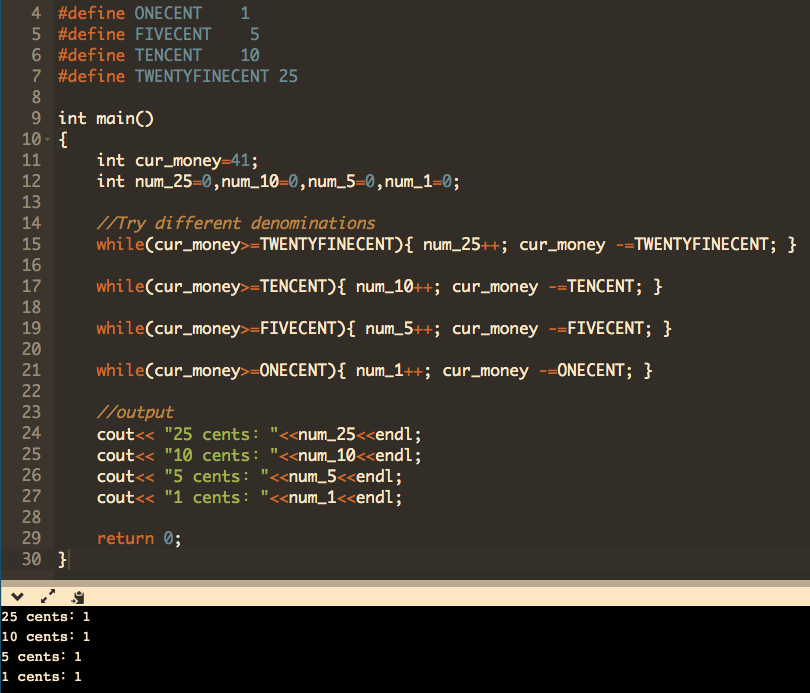 4 #define ONECENT    1
5 #define FIVECENT    5
6 #define TENCENT    10
7 #define TWENTYFINECENT 25
8
9 int main()
10 {
11     int cur_money=41;
12     int num_25=0,num_10=0,num_5=0,num_1=0;
13
14     //Try different denominations
15     while(cur_money>=TWENTYFINECENT){ num_25++; cur_money -=TWENTYFINECENT; }
16
17     while(cur_money>=TENCENT){ num_10++; cur_money -=TENCENT; }
18
19     while(cur_money>=FIVECENT){ num_5++; cur_money -=FIVECENT; }
20
21     while(cur_money>=ONECENT){ num_1++; cur_money -=ONECENT; }
22
23     //output
24     cout<< "25 cents: "<<num_25<<endl;
25     cout<< "10 cents: "<<num_10<<endl;
26     cout<< "5 cents: "<<num_5<<endl;
27     cout<< "1 cents: "<<num_1<<endl;
28
29     return 0;
30 }
25 cents: 1
10 cents: 1
5 cents: 1
1 cents: 1